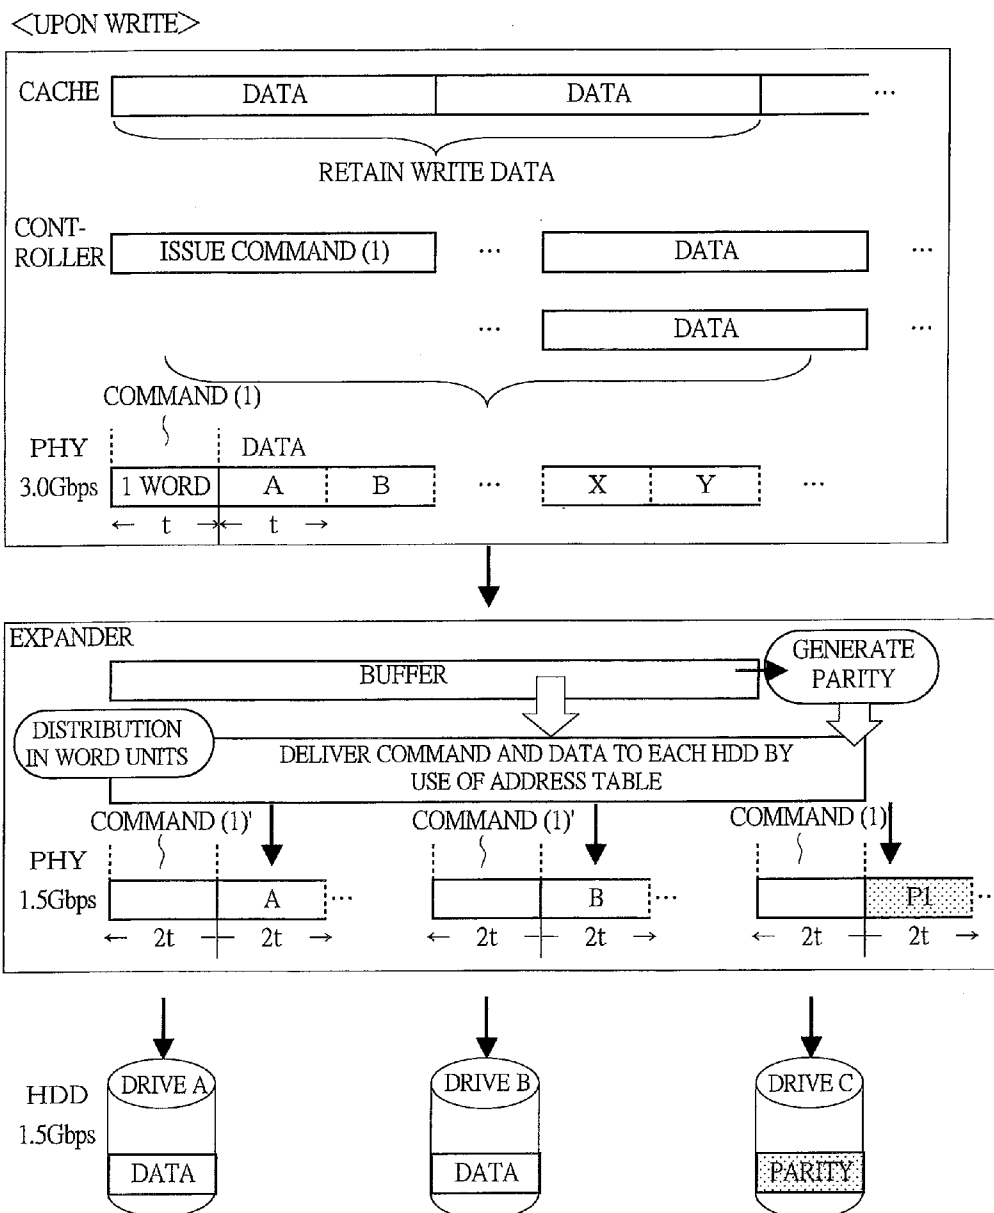 <UPON WRITE>
CACHE DATA DATA ...
RETAIN WRITE DATA
CONT-
ROLLER ISSUE COMMAND (1) ... DATA ...
... DATA ...
COMMAND (1)
PHY DATA
3.0Gbps 1 WORD A B ... X Y ...
← t →← t →
EXPANDER
BUFFER
GENERATE
PARITY
DISTRIBUTION
IN WORD UNITS
DELIVER COMMAND AND DATA TO EACH HDD BY
USE OF ADDRESS TABLE
COMMAND (1)' COMMAND (1)' COMMAND (1)
PHY
1.5Gbps A ... B ... P1 ...
← 2t → 2t → ← 2t → 2t → ← 2t → 2t →
HDD
1.5Gbps
DRIVE A DRIVE B DRIVE C
DATA DATA PARITY